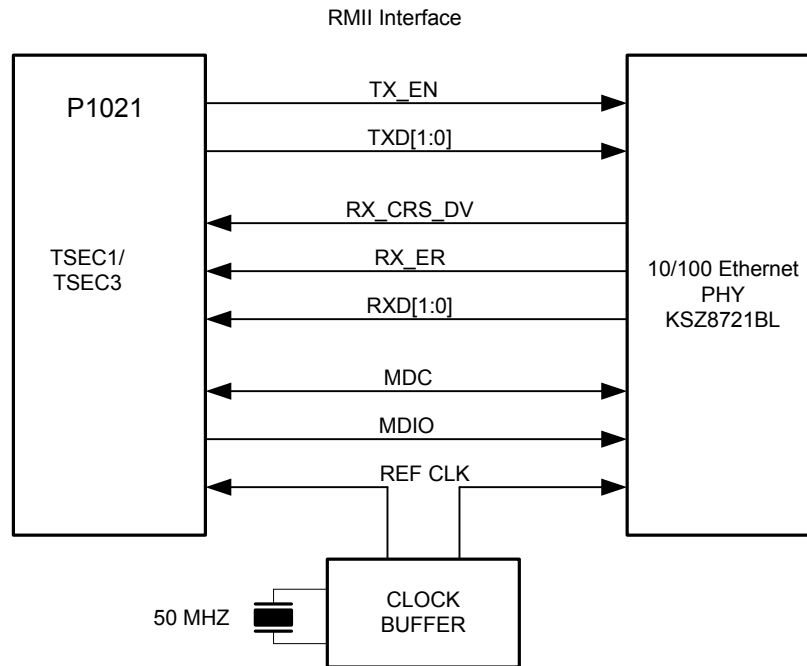 RMII Interface
P1021
TSEC1/
TSEC3
TX_EN
TXD[1:0]
RX_CRS_DV
RX_ER
RXD[1:0]
MDC
MDIO
REF CLK
10/100 Ethernet
PHY
KSZ8721BL
50 MHZ
CLOCK
BUFFER